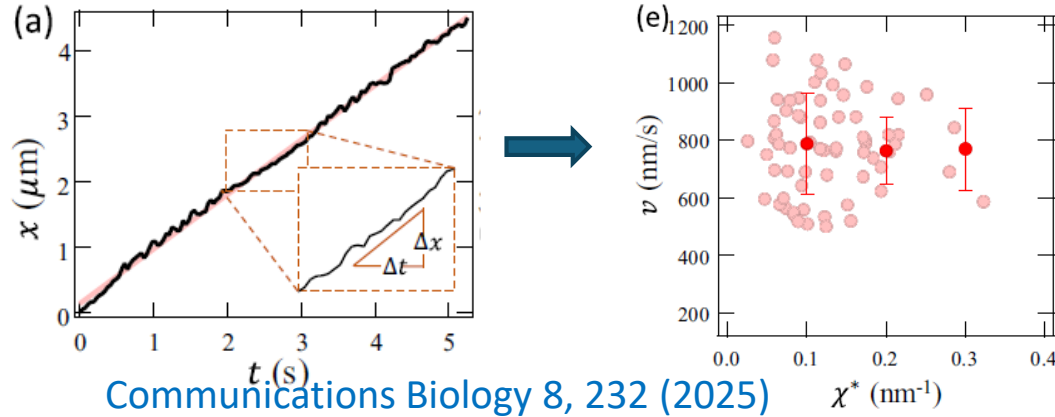 (a)
x (μm)
4
3
2
1
0
Δx
Δt
0 1 2 3 4 5
t (s)
(e)
v (nm/s)
1200
1000
800
600
400
200
0.0 0.1 0.2 0.3 0.4
χ* (nm⁻¹)
Communications Biology 8, 232 (2025)